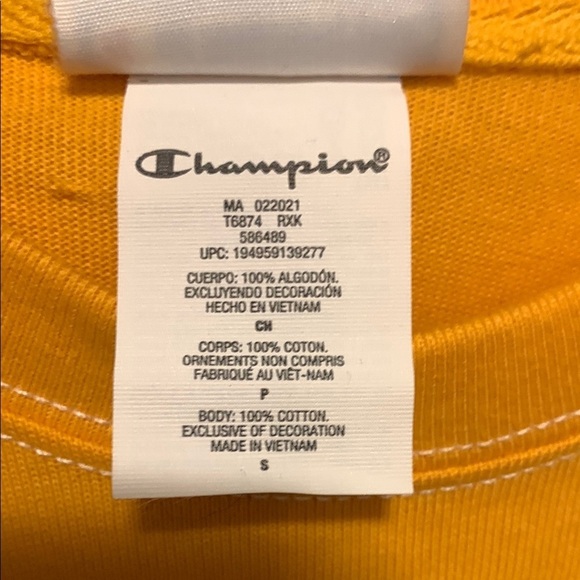 Champion®
MA 022021
T6874 RXK
586489
UPC: 194959139277
CUERPO: 100% ALGODÓN.
EXCLUYENDO DECORACIÓN
HECHO EN VIETNAM
CH
CORPS: 100% COTON.
ORNEMENTS NON COMPRIS
FABRIQUÉ AU VIÊT-NAM
P
BODY: 100% COTTON.
EXCLUSIVE OF DECORATION
MADE IN VIETNAM
S